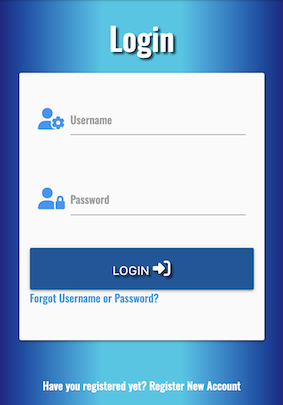 Login
Username
Password
LOGIN
Forgot Username or Password?
Have you registered yet? Register New Account